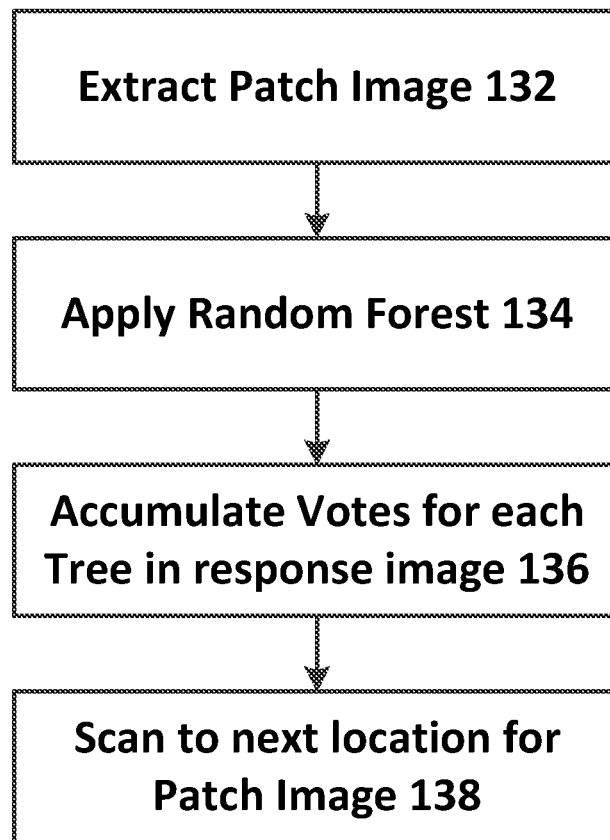 Extract Patch Image 132
Apply Random Forest 134
Accumulate Votes for each
Tree in response image 136
Scan to next location for
Patch Image 138